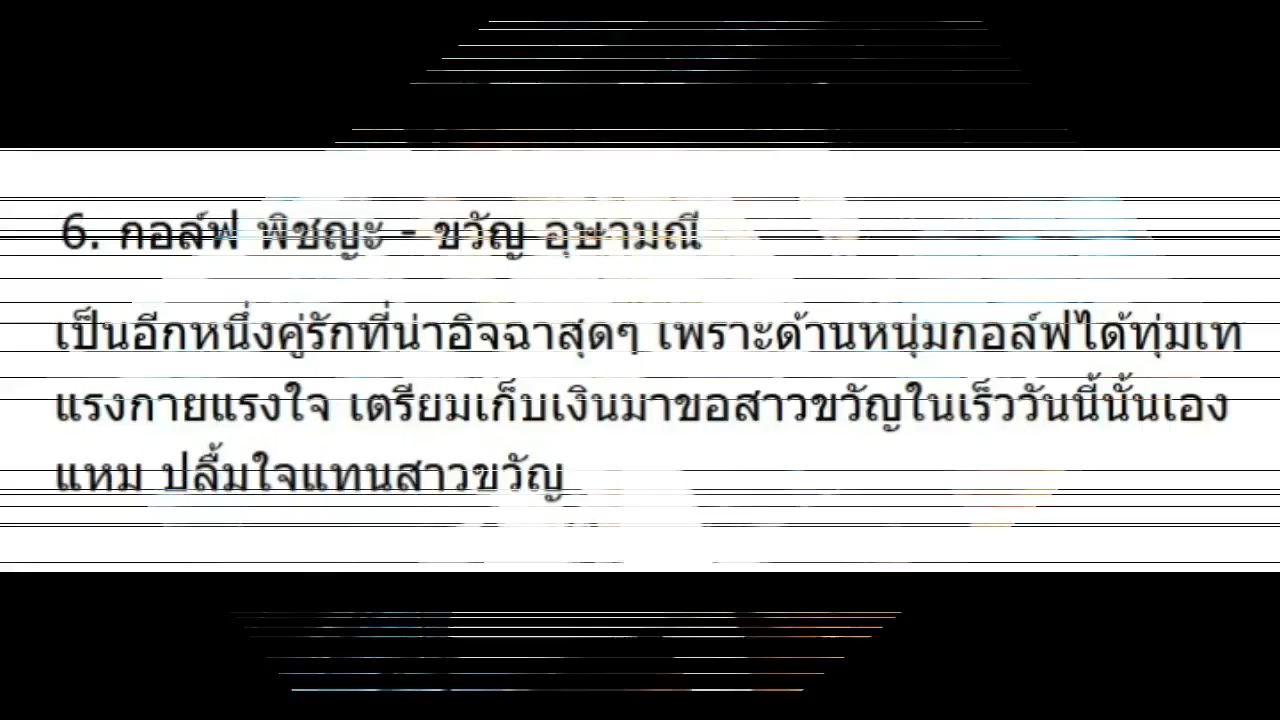 6. กอล์ฟ พิชญะ - ขวัญ อุษามณี
เป็นอีกหนึ่งคู่รักที่น่าอิจฉาสุดๆ เพราะด้านหนุ่มกอล์ฟได้ทุ่มเท
แรงกายแรงใจ เตรียมเก็บเงินมาขอสาวขวัญในเร็ววันนี้นั้นเอง
แหม ปลื้มใจแทนสาวขวัญ